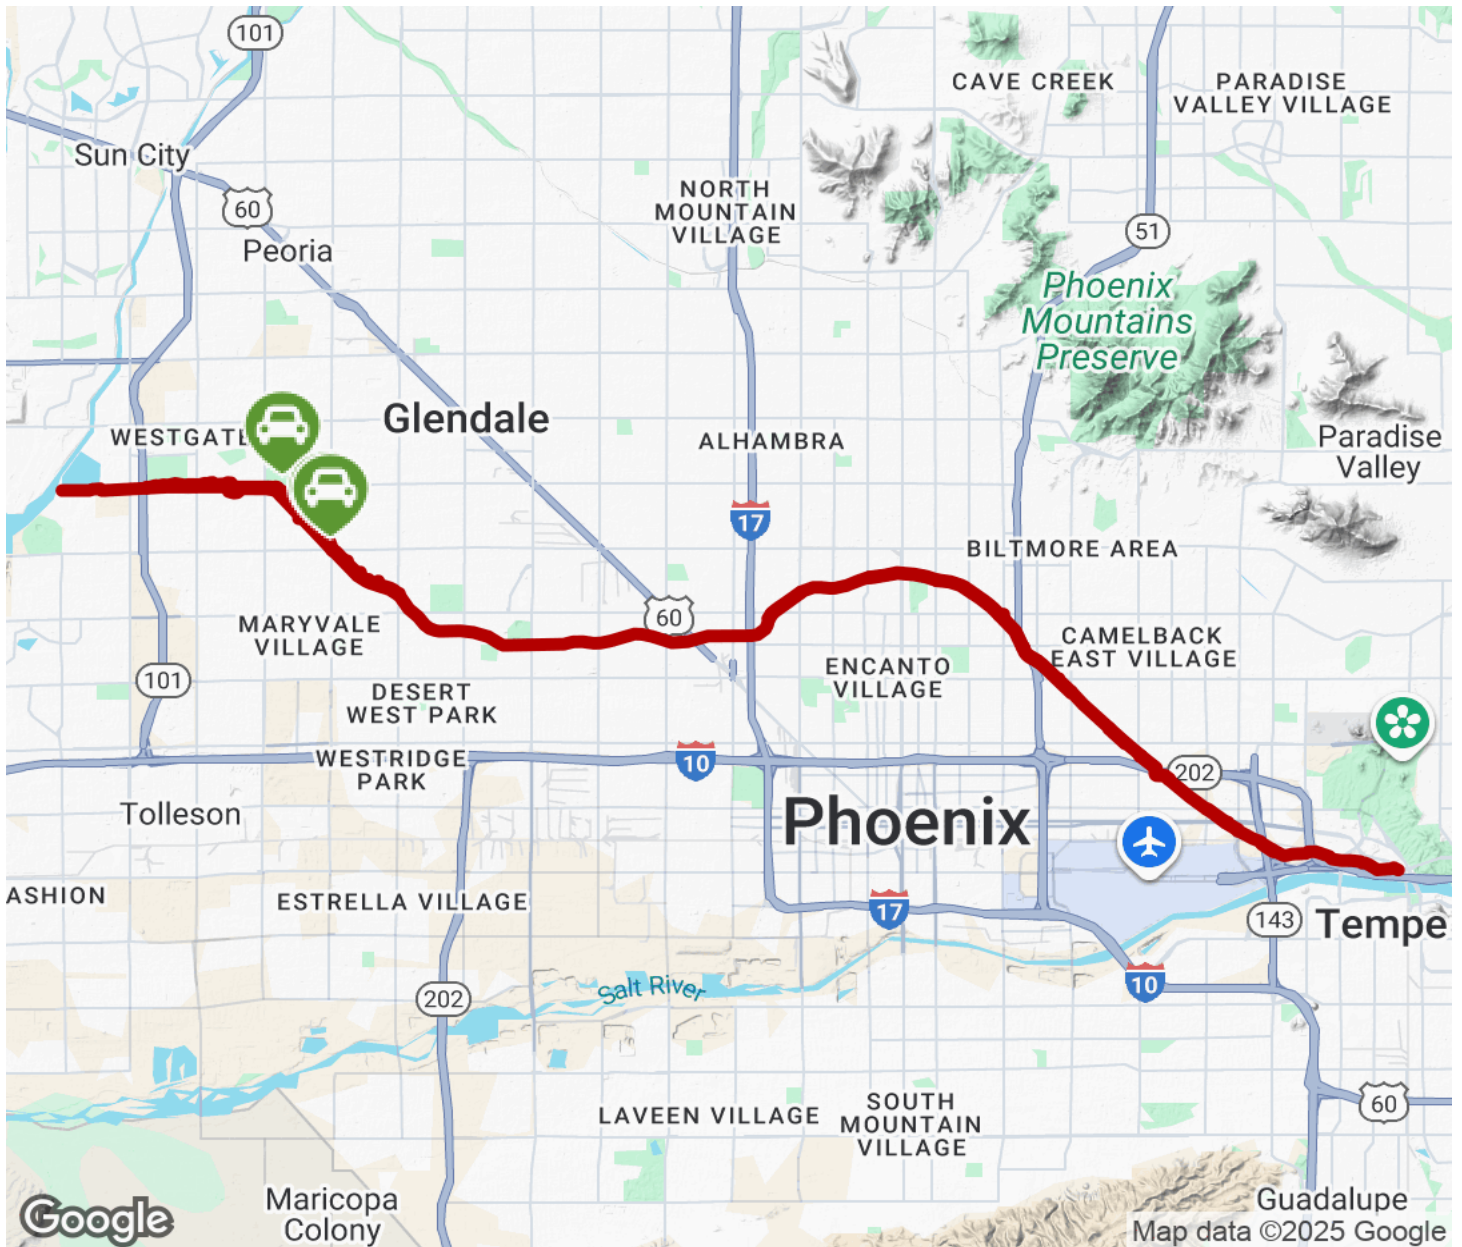 101
CAVE CREEK
PARADISE
VALLEY VILLAGE
Sun City
60
NORTH
MOUNTAIN
VILLAGE
51
Peoria
Phoenix
Mountains
Preserve
Glendale
WESTGATE
ALHAMBRA
Paradise
Valley
17
BILTMORE AREA
60
MARYVALE
VILLAGE
CAMELBACK
EAST VILLAGE
ENCANTO
VILLAGE
101
DESERT
WEST PARK
WESTRIDGE
PARK
10
202
Tolleson
Phoenix
ASHION
ESTRELLA VILLAGE
17
143
Tempe
Salt River
202
10
LAVEEN VILLAGE
SOUTH
MOUNTAIN
VILLAGE
60
Maricopa
Colony
Guadalupe
Google
Map data ©2025 Google